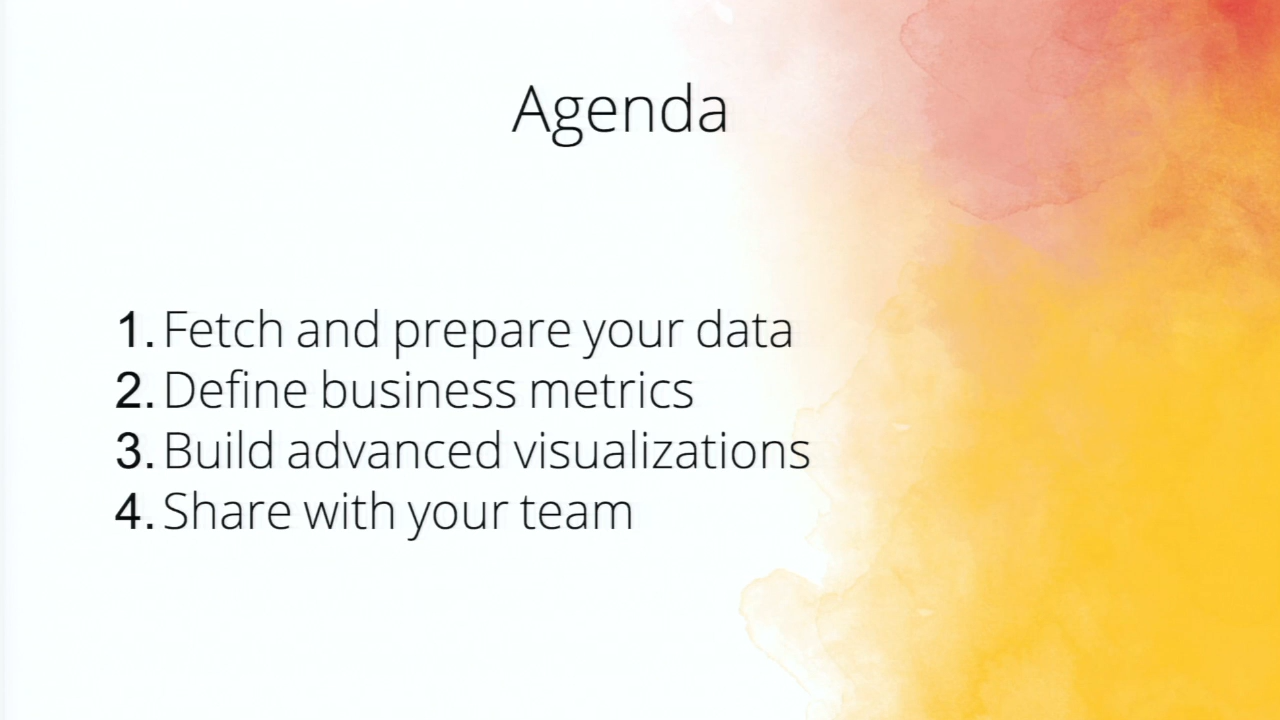 Agenda
1. Fetch and prepare your data
2. Define business metrics
3. Build advanced visualizations
4. Share with your team